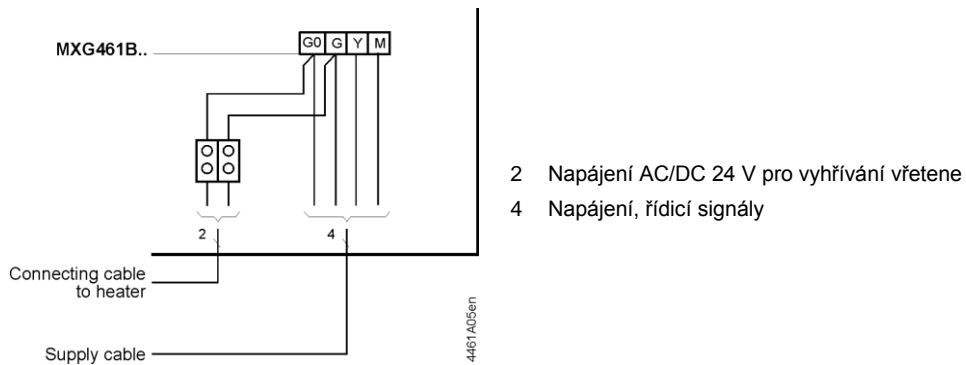 MXG461B..
G0 G Y M
2 Napájení AC/DC 24 V pro vyhřívání vřetene
4 Napájení, řídicí signály
2 4
Connecting cable
to heater
Supply cable
4461A05en